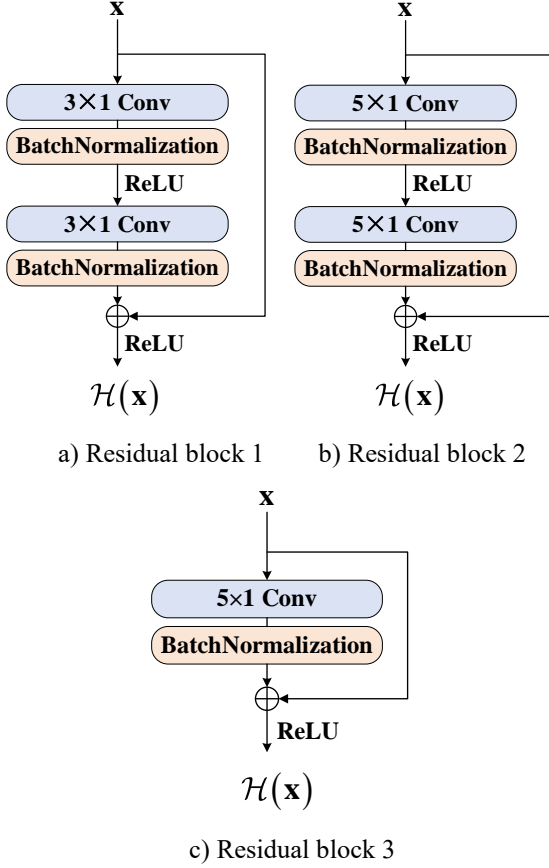 x
3×1 Conv
BatchNormalization
ReLU
3×1 Conv
BatchNormalization
ReLU
ℋ(x)
a) Residual block 1
x
5×1 Conv
BatchNormalization
ReLU
5×1 Conv
BatchNormalization
ReLU
ℋ(x)
b) Residual block 2
x
5×1 Conv
BatchNormalization
ReLU
ℋ(x)
c) Residual block 3